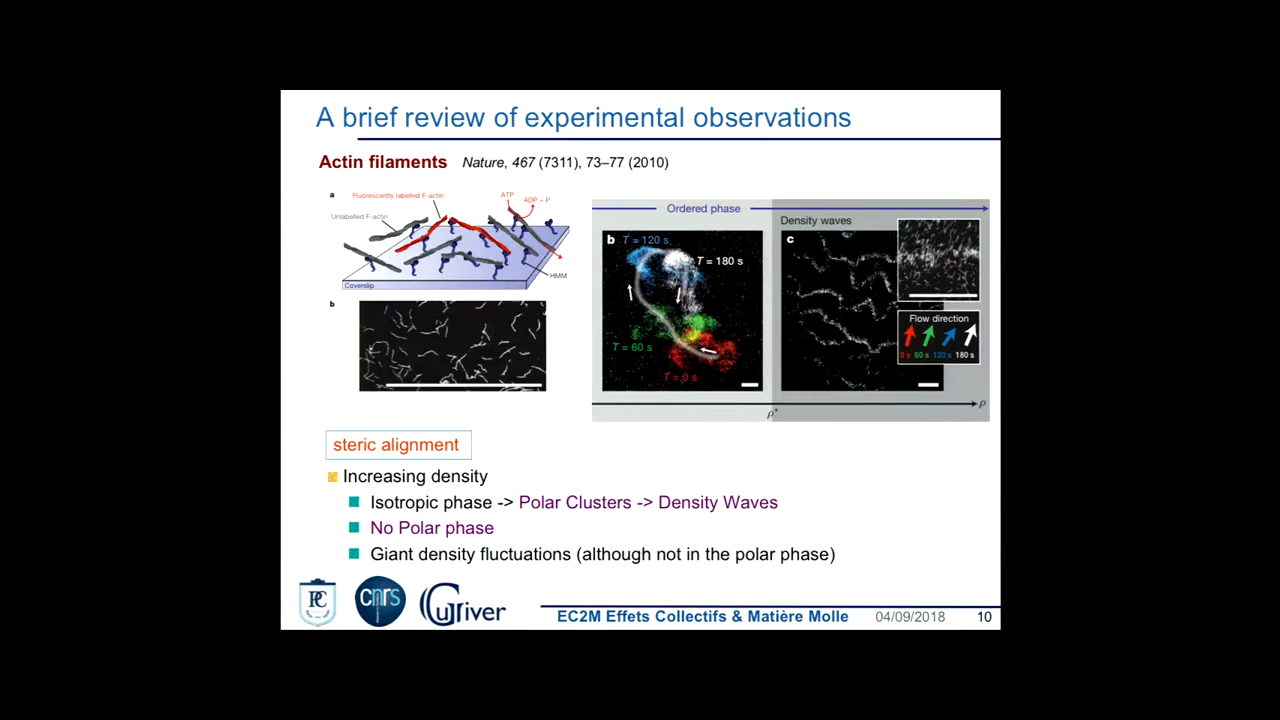 A brief review of experimental observations
Actin filaments Nature, 467 (7311), 73–77 (2010)
a
Fluorescently labelled F-actin
ATP
ADP + P
Unlabelled F-actin
HMM
Coverslip
b
Ordered phase
Density waves
b T = 120 s
T = 180 s
T = 60 s
T = 0 s
c
Flow direction
0 s 60 s 120 s 180 s
ρ
ρ*
steric alignment
Increasing density
Isotropic phase -> Polar Clusters -> Density Waves
No Polar phase
Giant density fluctuations (although not in the polar phase)
PC
cnrs
Gulliver
EC2M Effets Collectifs & Matière Molle 04/09/2018 10